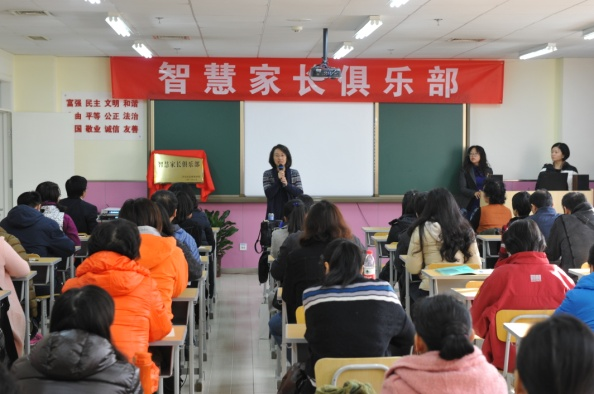 智慧家长俱乐部
富强 民主 文明 和谐
由 平等 公正 法治
国 敬业 诚信 友善
智慧家长俱乐部